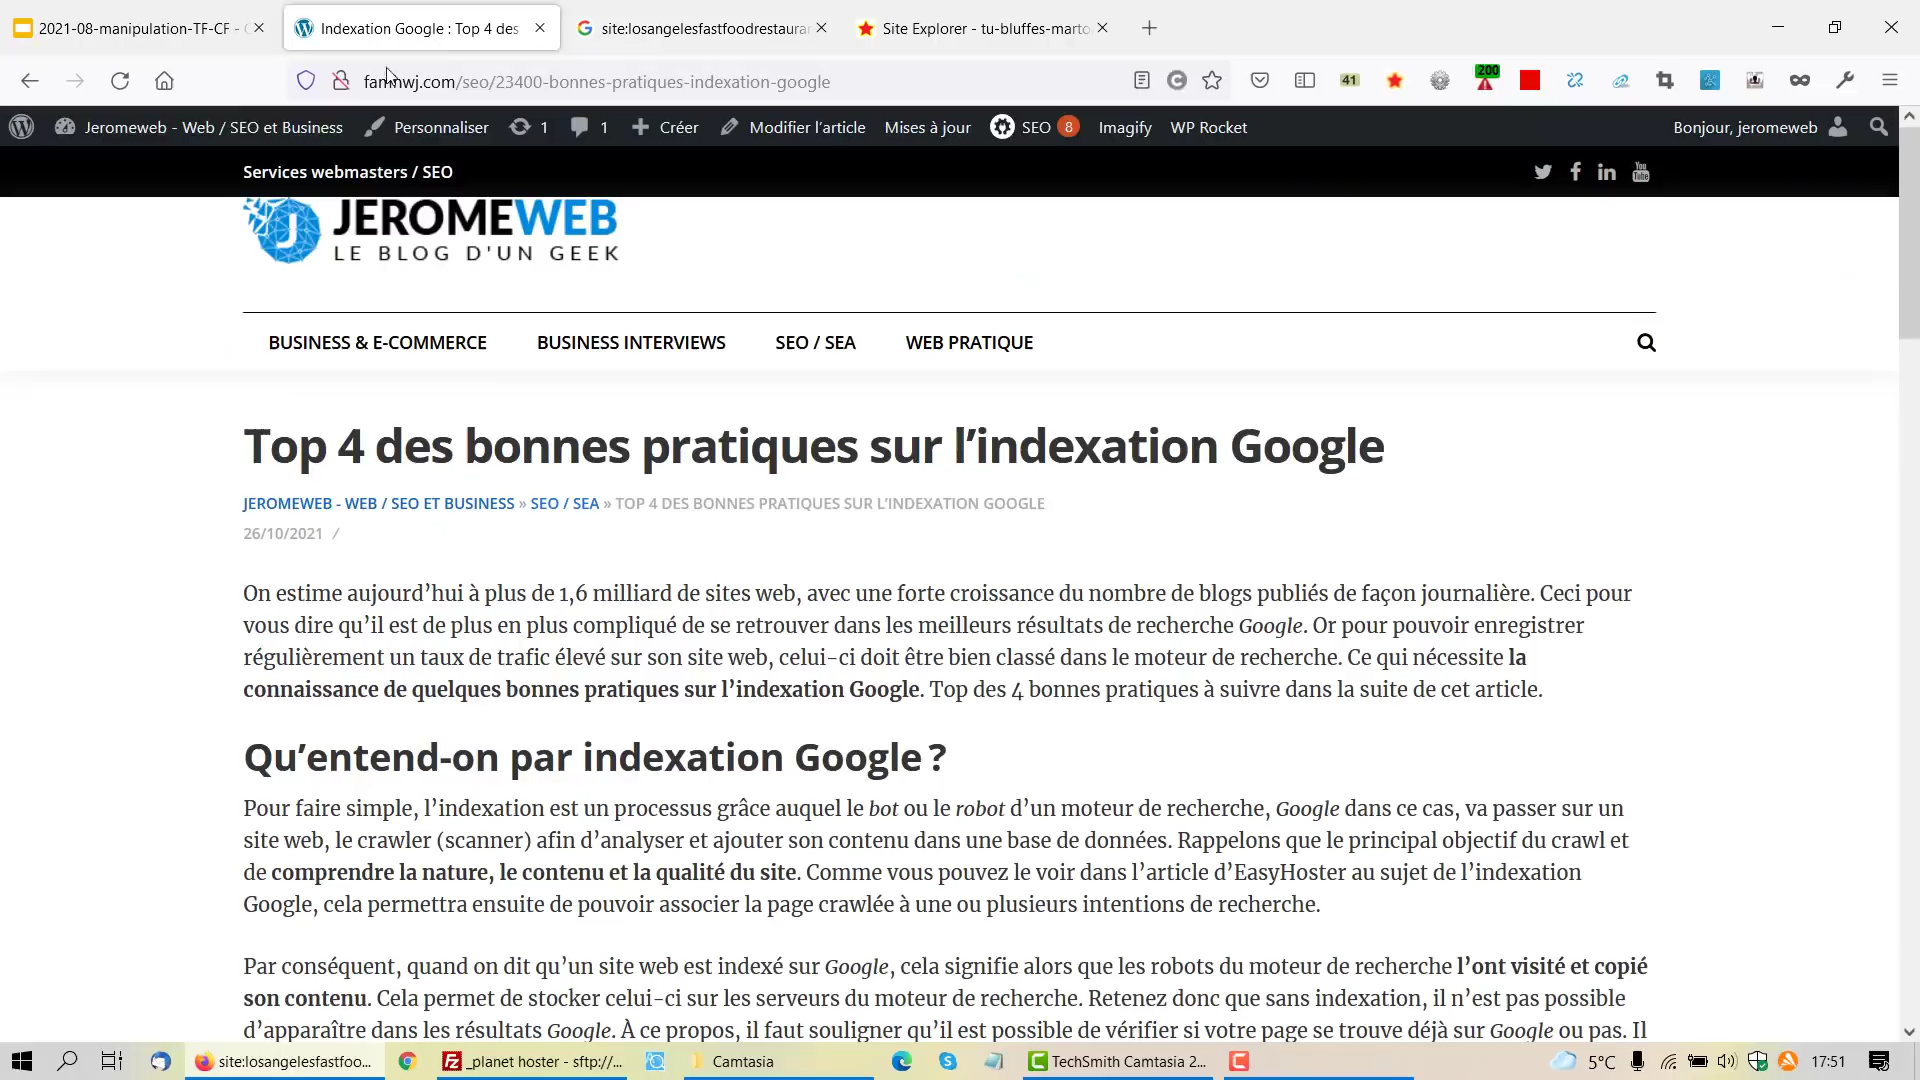 2021-08-manipulation-TF-CF -
Indexation Google : Top 4 des
site:losangelesfastfoodrestaurar
Site Explorer - tu-bluffes-marto
fammwj.com/seo/23400-bonnes-pratiques-indexation-google
41
200
Jeromeweb - Web / SEO et Business
Personnaliser
1
1
Créer
Modifier l'article
Mises à jour
SEO 8
Imagify
WP Rocket
Bonjour, jeromeweb
Services webmasters / SEO
You Tube
J JEROMEWEB
LE BLOG D'UN GEEK
BUSINESS & E-COMMERCE
BUSINESS INTERVIEWS
SEO / SEA
WEB PRATIQUE
Top 4 des bonnes pratiques sur l'indexation Google
JEROMEWEB - WEB / SEO ET BUSINESS » SEO / SEA » TOP 4 DES BONNES PRATIQUES SUR L'INDEXATION GOOGLE
26/10/2021 /
On estime aujourd'hui à plus de 1,6 milliard de sites web, avec une forte croissance du nombre de blogs publiés de façon journalière. Ceci pour
vous dire qu'il est de plus en plus compliqué de se retrouver dans les meilleurs résultats de recherche Google. Or pour pouvoir enregistrer
régulièrement un taux de trafic élevé sur son site web, celui-ci doit être bien classé dans le moteur de recherche. Ce qui nécessite la
connaissance de quelques bonnes pratiques sur l'indexation Google. Top des 4 bonnes pratiques à suivre dans la suite de cet article.
Qu'entend-on par indexation Google ?
Pour faire simple, l'indexation est un processus grâce auquel le bot ou le robot d'un moteur de recherche, Google dans ce cas, va passer sur un
site web, le crawler (scanner) afin d'analyser et ajouter son contenu dans une base de données. Rappelons que le principal objectif du crawl et
de comprendre la nature, le contenu et la qualité du site. Comme vous pouvez le voir dans l'article d'EasyHoster au sujet de l'indexation
Google, cela permettra ensuite de pouvoir associer la page crawlée à une ou plusieurs intentions de recherche.
Par conséquent, quand on dit qu'un site web est indexé sur Google, cela signifie alors que les robots du moteur de recherche l'ont visité et copié
son contenu. Cela permet de stocker celui-ci sur les serveurs du moteur de recherche. Retenez donc que sans indexation, il n'est pas possible
d'apparaître dans les résultats Google. À ce propos, il faut souligner qu'il est possible de vérifier si votre page se trouve déjà sur Google ou pas. Il
site:losangelesfastfoo...
_planet hoster - sftp://...
Camtasia
TechSmith Camtasia 2...
5°C
17:51